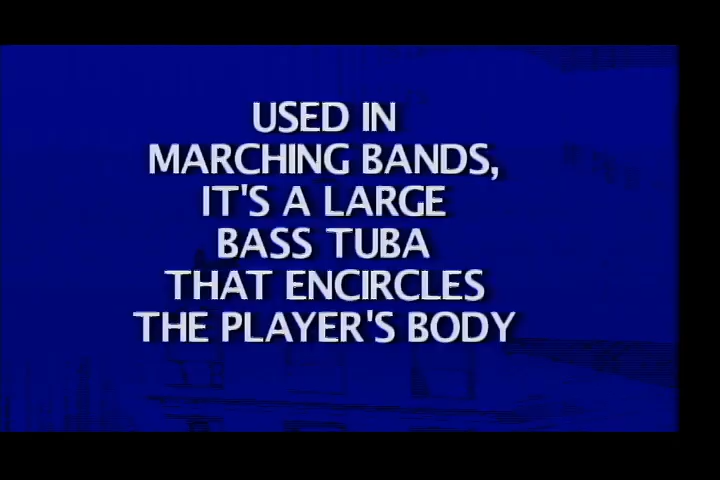 USED IN
MARCHING BANDS,
IT'S A LARGE
BASS TUBA
THAT ENCIRCLES
THE PLAYER'S BODY